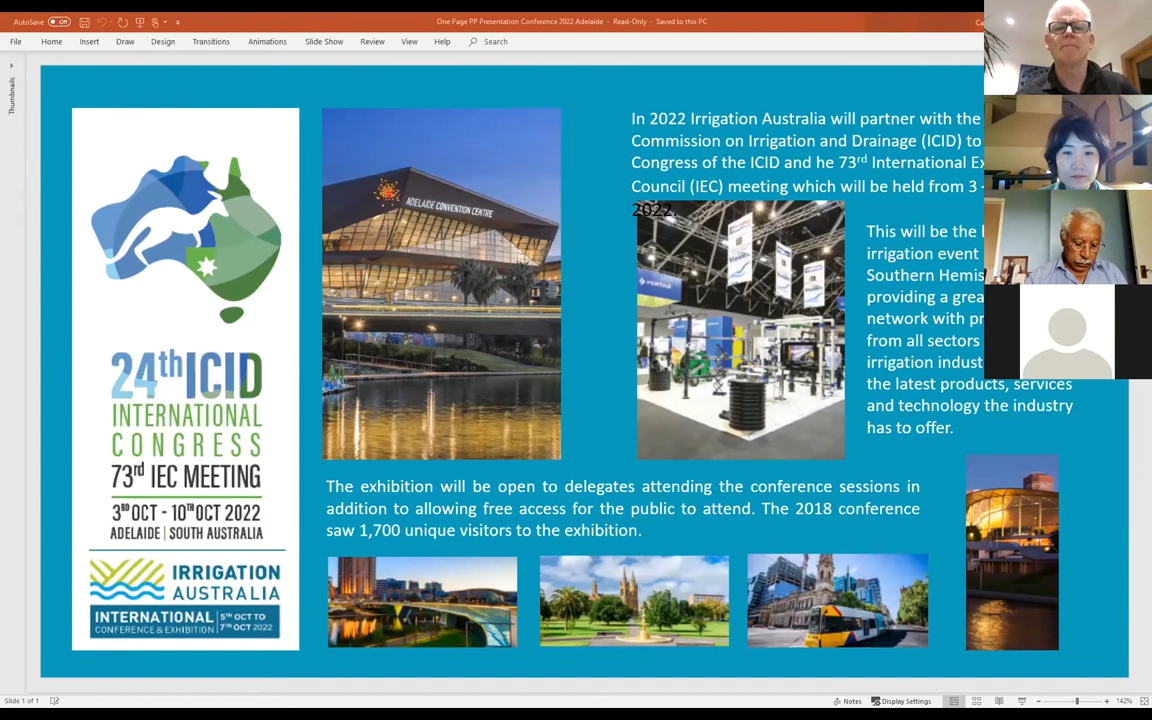 AutoSave
Off
One Page PP Presentation Conference 2022 Adelaide - Read-Only - Saved to this PC
File Home Insert Draw Design Transitions Animations Slide Show Review View Help Search
Thumbnails
24th ICID
INTERNATIONAL
CONGRESS
73rd IEC MEETING
3RD OCT - 10TH OCT 2022
ADELAIDE | SOUTH AUSTRALIA
IRRIGATION
AUSTRALIA
INTERNATIONAL
CONFERENCE & EXHIBITION
5TH OCT TO
7TH OCT 2022
ADELAIDE CONVENTION CENTRE
In 2022 Irrigation Australia will partner with the
Commission on Irrigation and Drainage (ICID) to
Congress of the ICID and he 73rd International Ex
Council (IEC) meeting which will be held from 3 -
2022.
PENTAIR
This will be the
irrigation event
Southern Hemis
providing a grea
network with pr
from all sectors
irrigation indust
the latest products, services
and technology the industry
has to offer.
The exhibition will be open to delegates attending the conference sessions in
addition to allowing free access for the public to attend. The 2018 conference
saw 1,700 unique visitors to the exhibition.
Slide 1 of 1
Notes
Display Settings
142%